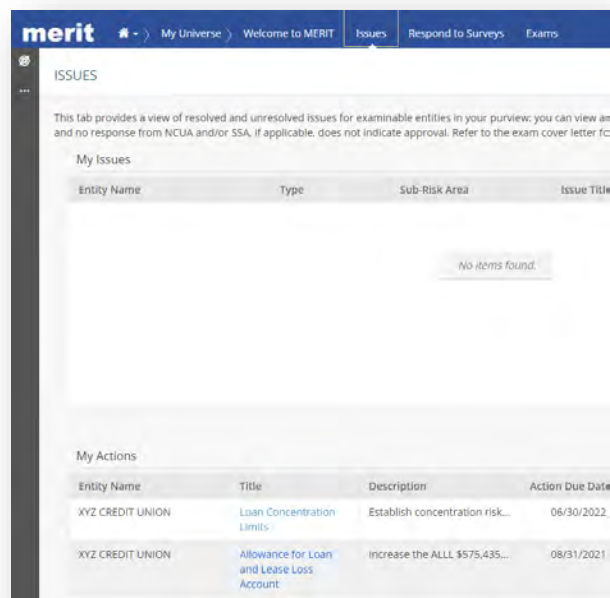 merit My Universe Welcome to MERIT Issues Respond to Surveys Exams
ISSUES
This tab provides a view of resolved and unresolved issues for examinable entities in your purview; you can view
and no response from NCUA and/or SSA, if applicable, does not indicate approval. Refer to the exam cover letter
My Issues
Entity Name Type Sub-Risk Area Issue Title
No items found.
My Actions
Entity Name Title Description Action Due Date
XYZ CREDIT UNION Loan Concentration Limits Establish concentration risk... 06/30/2022
XYZ CREDIT UNION Allowance for Loan and Lease Loss Account Increase the ALLL $575,435... 08/31/2021